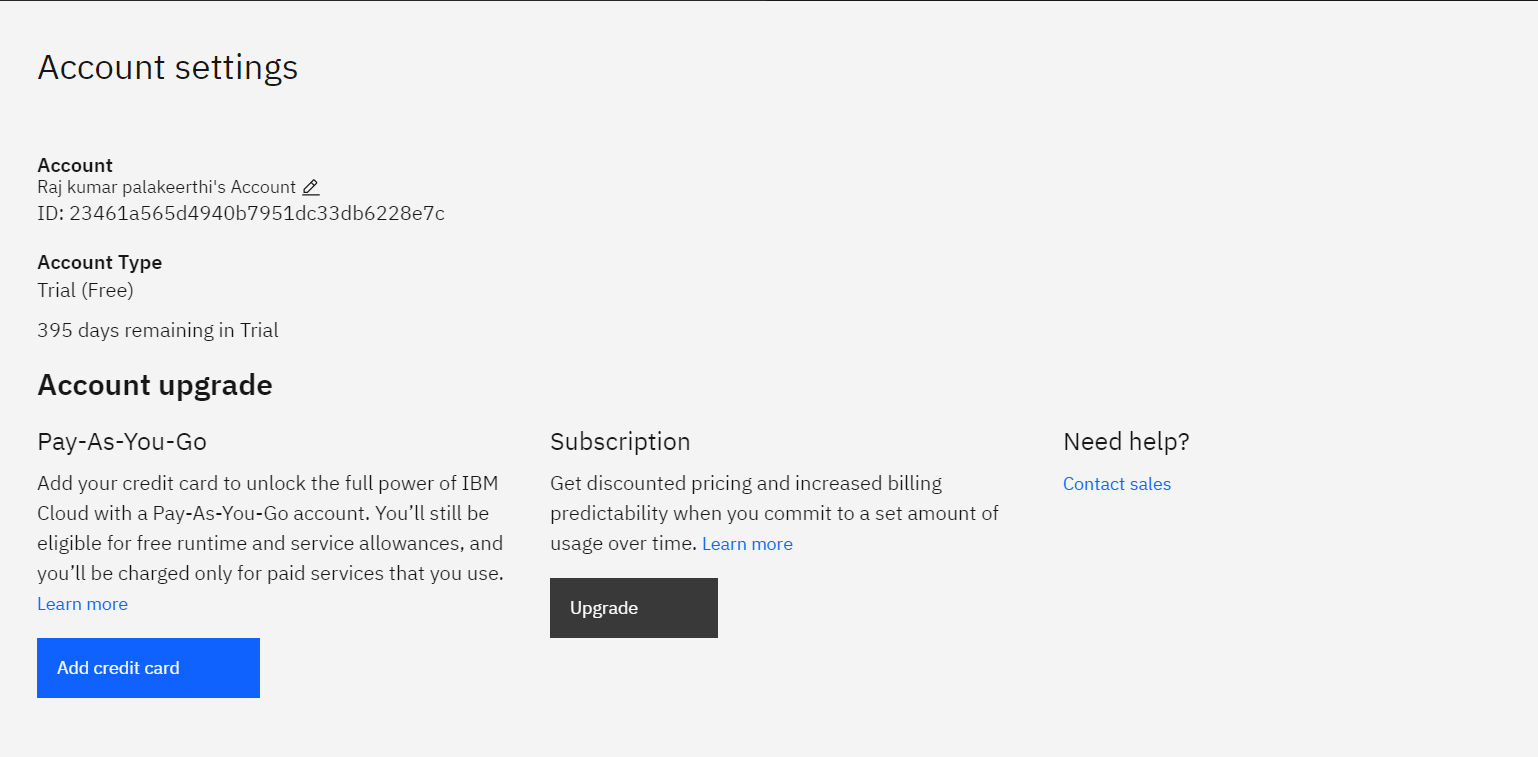 Account settings
Account
Raj kumar palakeerthi's Account
ID: 23461a565d4940b7951dc33db6228e7c
Account Type
Trial (Free)
395 days remaining in Trial
Account upgrade
Pay-As-You-Go
Add your credit card to unlock the full power of IBM
Cloud with a Pay-As-You-Go account. You’ll still be
eligible for free runtime and service allowances, and
you’ll be charged only for paid services that you use.
Learn more
Add credit card
Subscription
Get discounted pricing and increased billing
predictability when you commit to a set amount of
usage over time. Learn more
Upgrade
Need help?
Contact sales